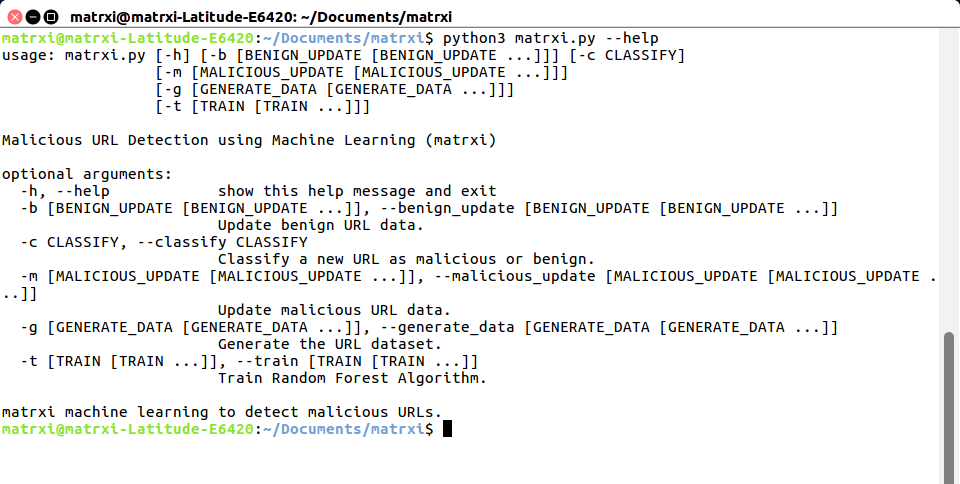 matrxi@matrxi-Latitude-E6420: ~/Documents/matrxi
matrxi@matrxi-Latitude-E6420:~/Documents/matrxi$ python3 matrxi.py --help
usage: matrxi.py [-h] [-b [BENIGN_UPDATE [BENIGN_UPDATE ...]]] [-c CLASSIFY]
                 [-m [MALICIOUS_UPDATE [MALICIOUS_UPDATE ...]]]
                 [-g [GENERATE_DATA [GENERATE_DATA ...]]]
                 [-t [TRAIN [TRAIN ...]]]
Malicious URL Detection using Machine Learning (matrxi)
optional arguments:
  -h, --help            show this help message and exit
  -b [BENIGN_UPDATE [BENIGN_UPDATE ...]], --benign_update [BENIGN_UPDATE [BENIGN_UPDATE ...]]
                        Update benign URL data.
  -c CLASSIFY, --classify CLASSIFY
                        Classify a new URL as malicious or benign.
  -m [MALICIOUS_UPDATE [MALICIOUS_UPDATE ...]], --malicious_update [MALICIOUS_UPDATE [MALICIOUS_UPDATE .
..]]
                        Update malicious URL data.
  -g [GENERATE_DATA [GENERATE_DATA ...]], --generate_data [GENERATE_DATA [GENERATE_DATA ...]]
                        Generate the URL dataset.
  -t [TRAIN [TRAIN ...]], --train [TRAIN [TRAIN ...]]
                        Train Random Forest Algorithm.
matrxi machine learning to detect malicious URLs.
matrxi@matrxi-Latitude-E6420:~/Documents/matrxi$